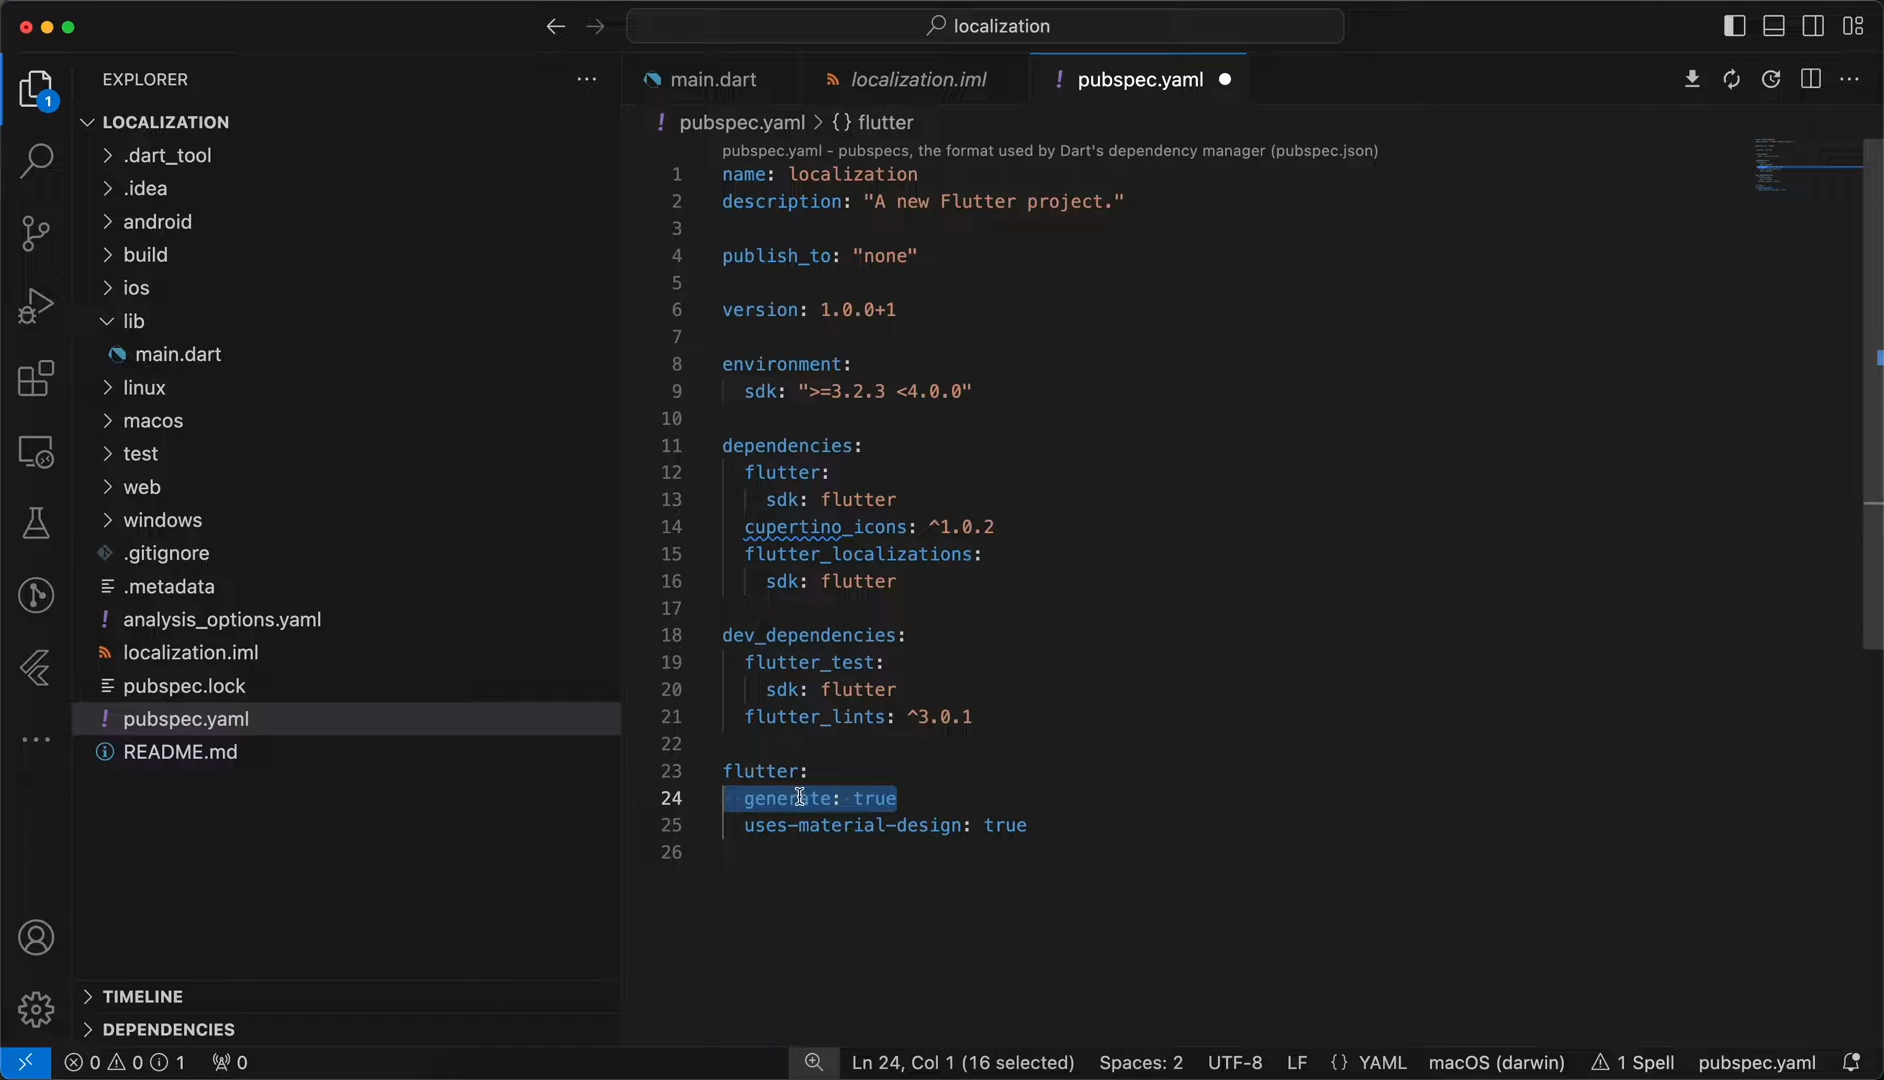 localization
EXPLORER
LOCALIZATION
.dart_tool
.idea
android
build
ios
lib
main.dart
linux
macos
test
web
windows
.gitignore
.metadata
analysis_options.yaml
localization.iml
pubspec.lock
pubspec.yaml
README.md
TIMELINE
DEPENDENCIES
1
main.dart
localization.iml
pubspec.yaml
pubspec.yaml > {} flutter
pubspec.yaml - pubspecs, the format used by Dart's dependency manager (pubspec.json)
1 name: localization
2 description: "A new Flutter project."
3
4 publish_to: "none"
5
6 version: 1.0.0+1
7
8 environment:
9 sdk: ">=3.2.3 <4.0.0"
10
11 dependencies:
12 flutter:
13 sdk: flutter
14 cupertino_icons: ^1.0.2
15 flutter_localizations:
16 sdk: flutter
17
18 dev_dependencies:
19 flutter_test:
20 sdk: flutter
21 flutter_lints: ^3.0.1
22
23 flutter:
24 generate: true
25 uses-material-design: true
26
0 0 1 0 Ln 24, Col 1 (16 selected) Spaces: 2 UTF-8 LF {} YAML macOS (darwin) 1 Spell pubspec.yaml